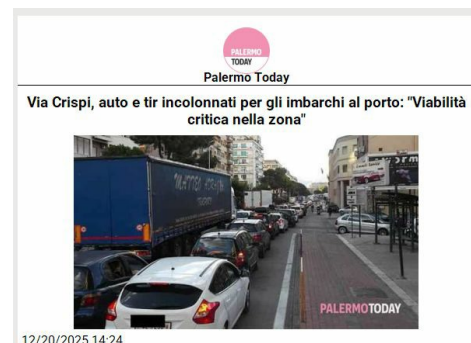 PALERMO
TODAY
Palermo Today
Via Crispi, auto e tir incolonnati per gli imbarchi al porto: "Viabilità
critica nella zona"
PALERMOTODAY
12/20/2025 14:24